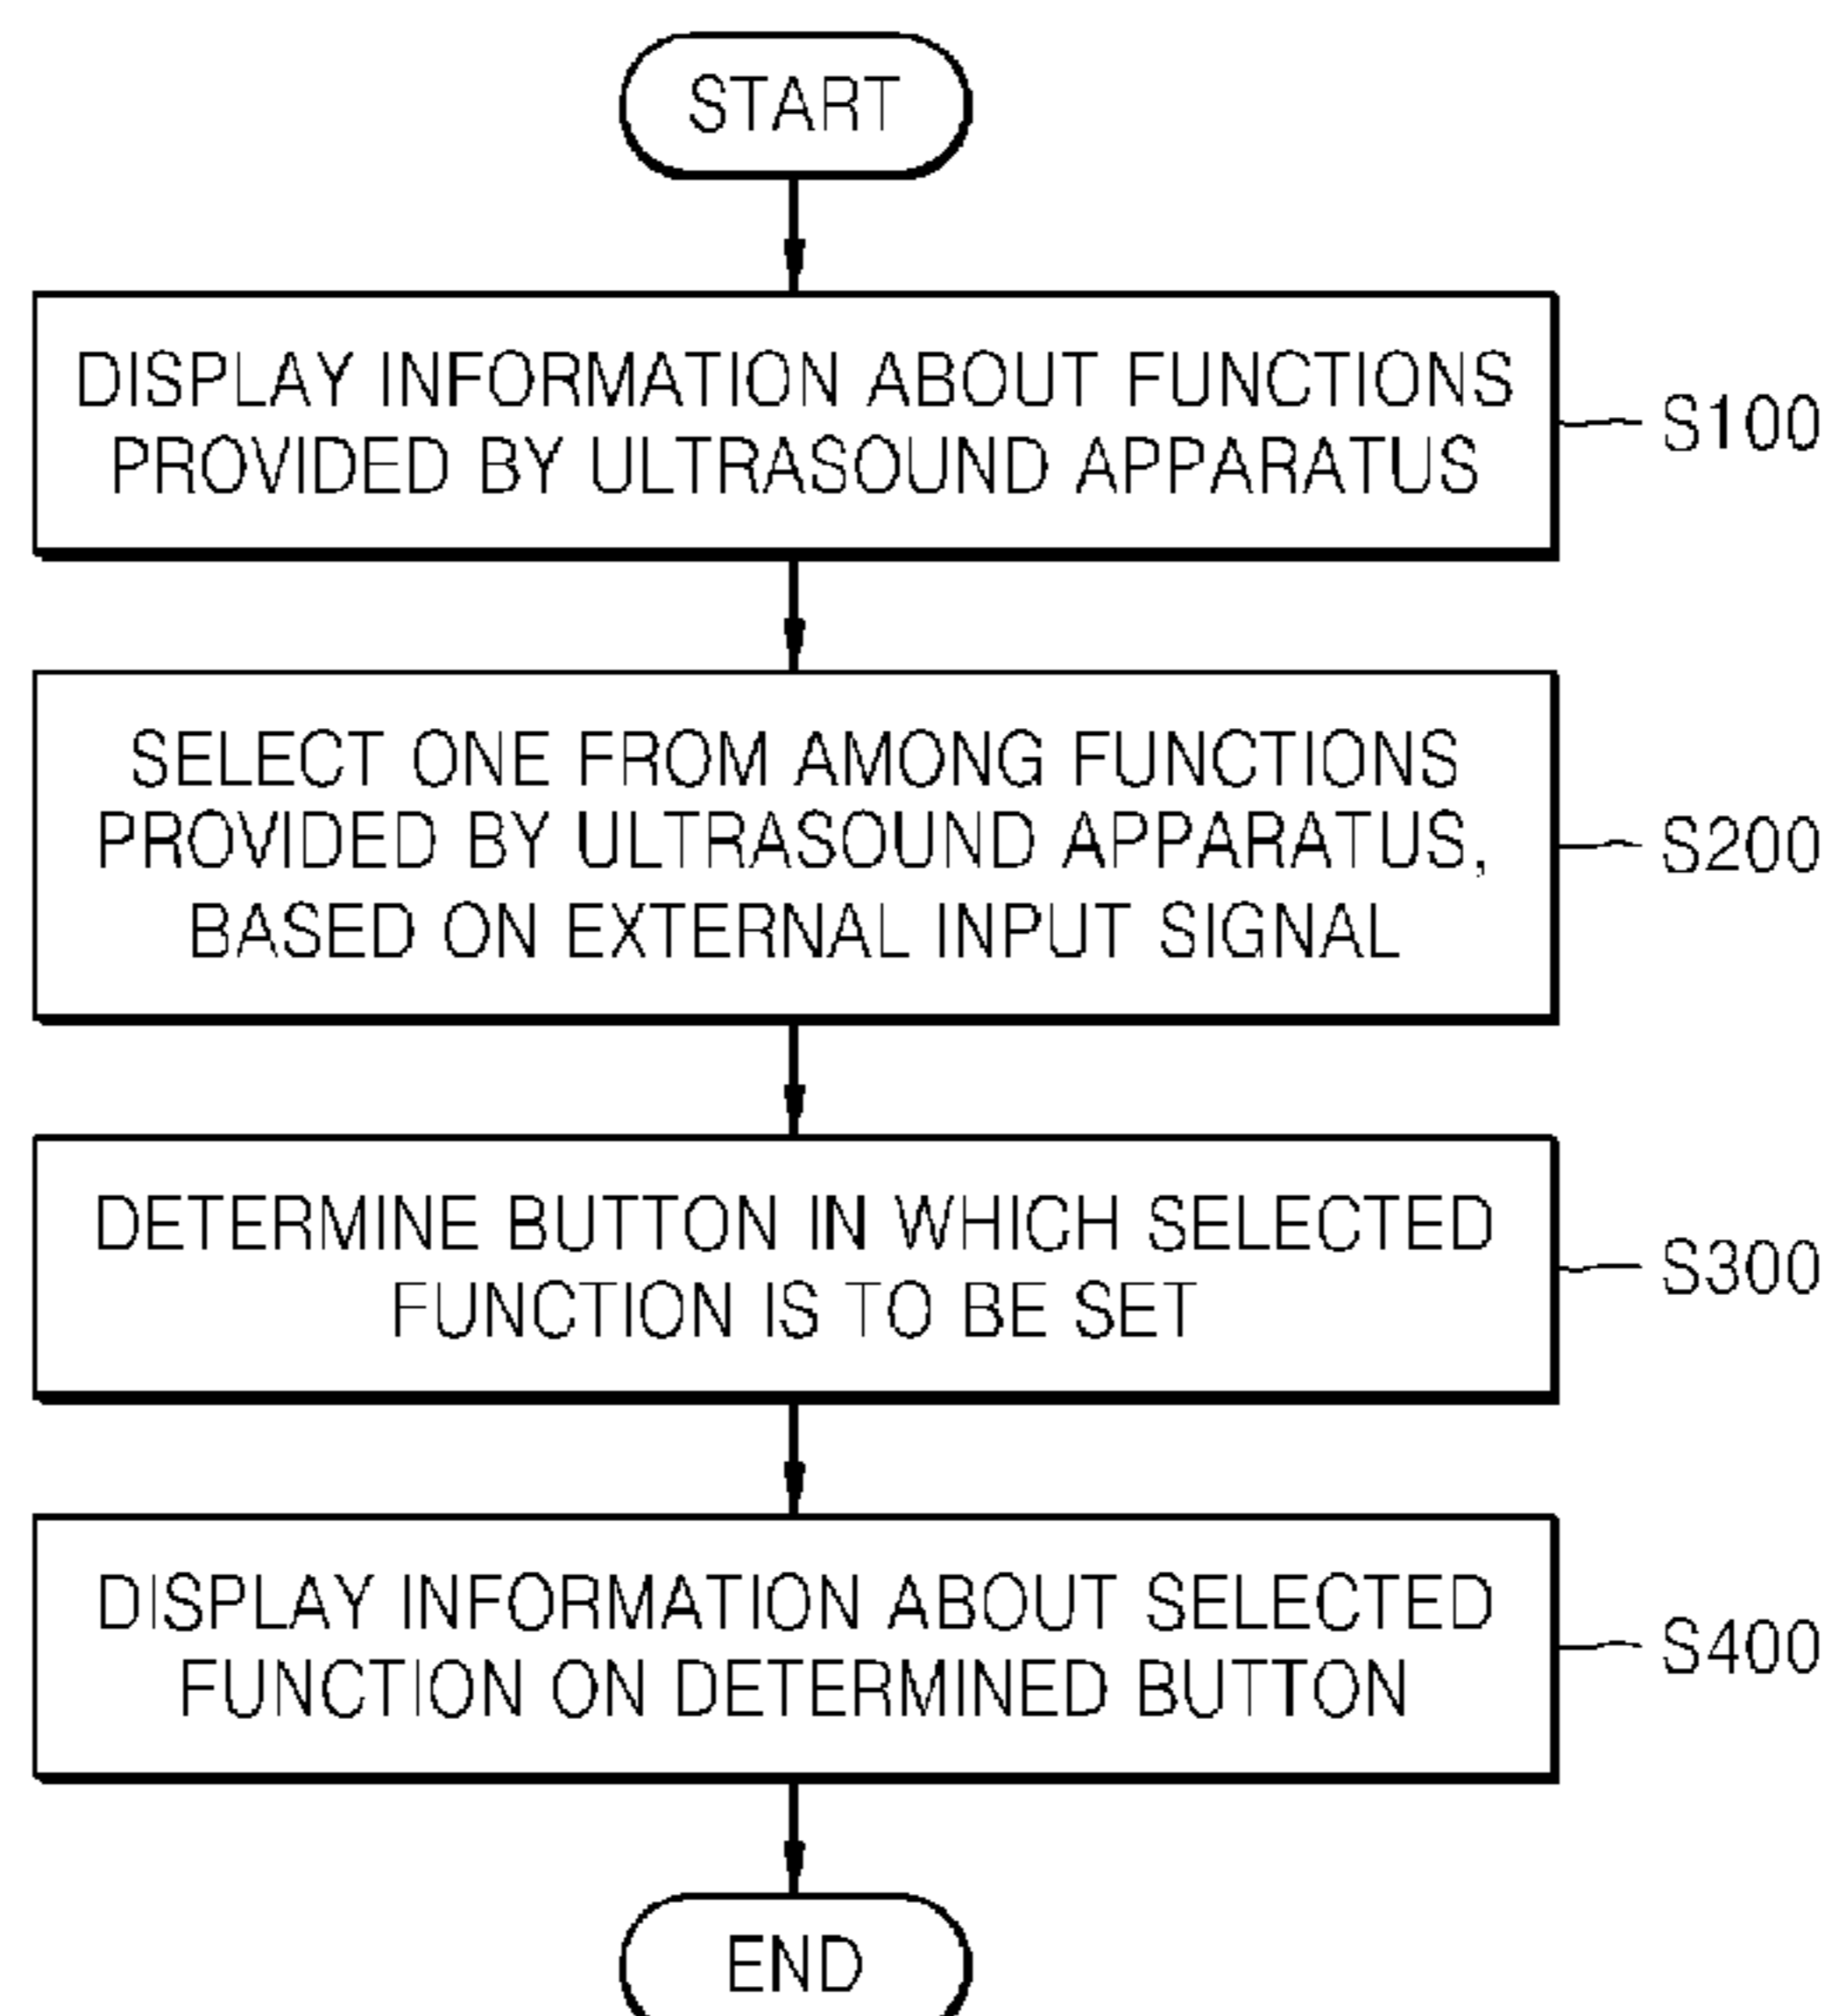 START
DISPLAY INFORMATION ABOUT FUNCTIONS
PROVIDED BY ULTRASOUND APPARATUS
S100
SELECT ONE FROM AMONG FUNCTIONS
PROVIDED BY ULTRASOUND APPARATUS,
BASED ON EXTERNAL INPUT SIGNAL
S200
DETERMINE BUTTON IN WHICH SELECTED
FUNCTION IS TO BE SET
S300
DISPLAY INFORMATION ABOUT SELECTED
FUNCTION ON DETERMINED BUTTON
S400
END